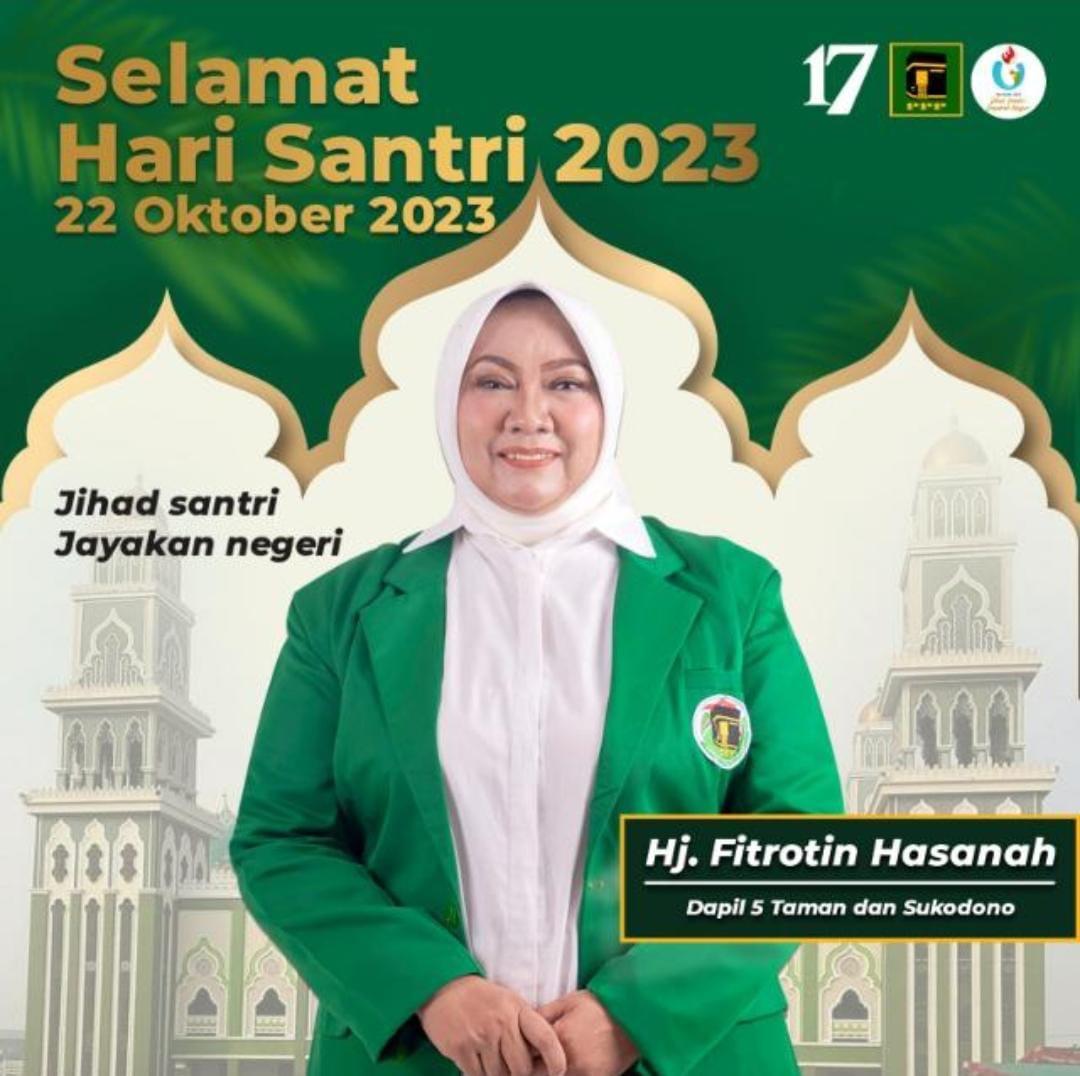 Selamat
Hari Santri 2023
22 Oktober 2023
17
PPP
Jihad santri
Jayakan negeri
Hj. Fitrotin Hasanah
Dapil 5 Taman dan Sukodono